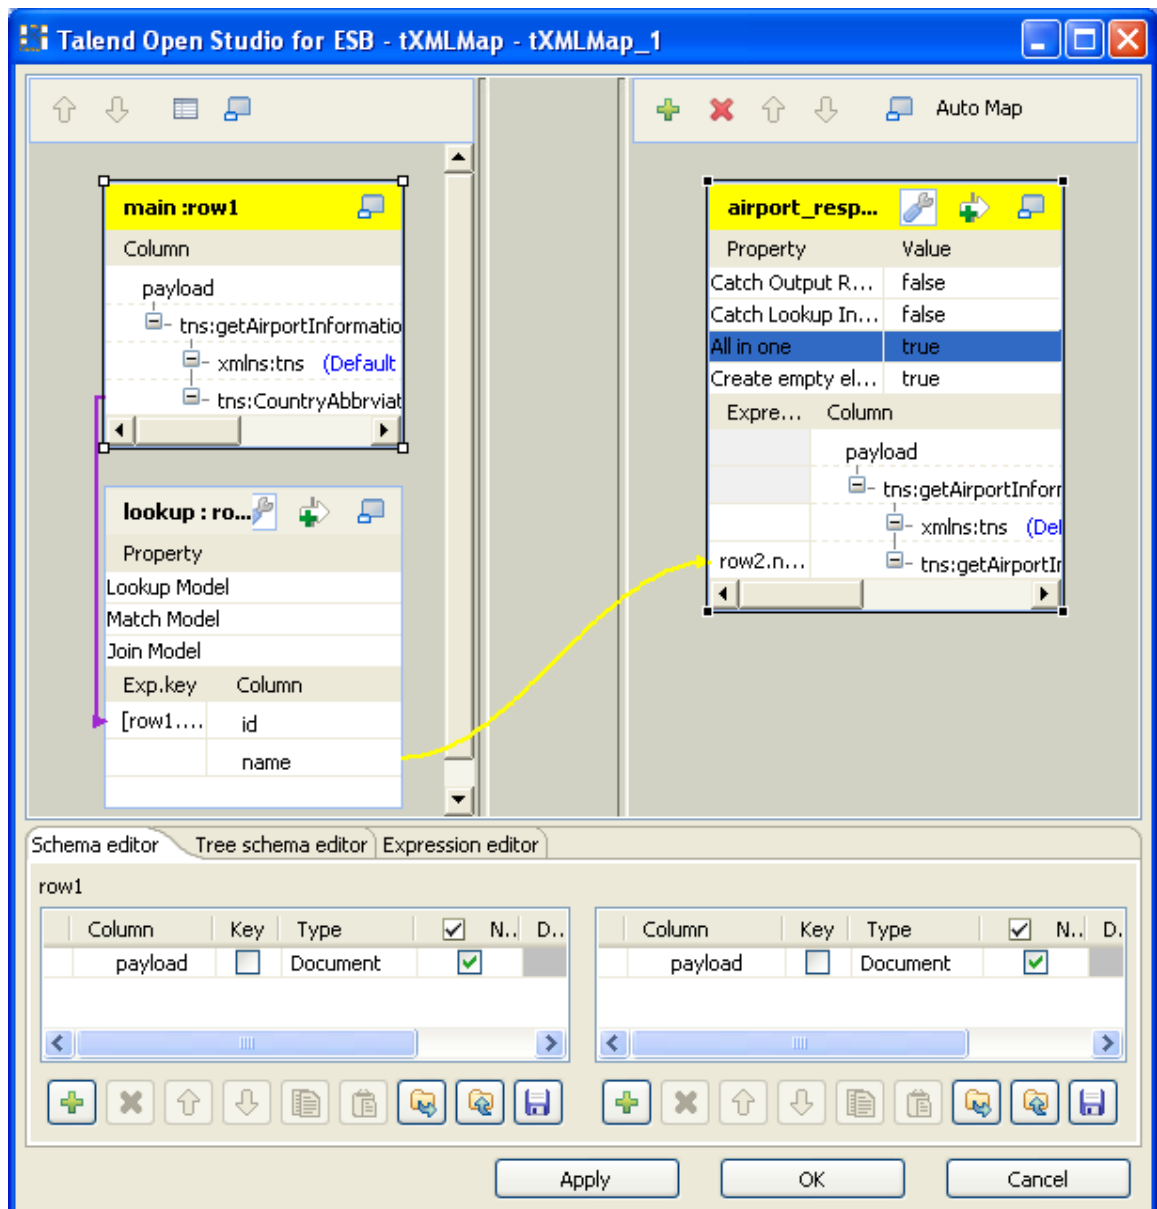 Talend Open Studio for ESB - tXMLMap - tXMLMap_1
Auto Map
main :row1
Column
payload
tns:getAirportInformatio
xmlns:tns (Default
tns:CountryAbbrviat
lookup : ro...
Property
Lookup Model
Match Model
Join Model
Exp.key Column
[row1.... id
name
airport_resp...
Property Value
Catch Output R... false
Catch Lookup In... false
All in one true
Create empty el... true
Expre... Column
payload
tns:getAirportInforr
xmlns:tns (Del
row2.n... tns:getAirportIr
Schema editor Tree schema editor Expression editor
row1
Column Key Type N.. D..
payload Document
Column Key Type N.. D.
payload Document
Apply OK Cancel